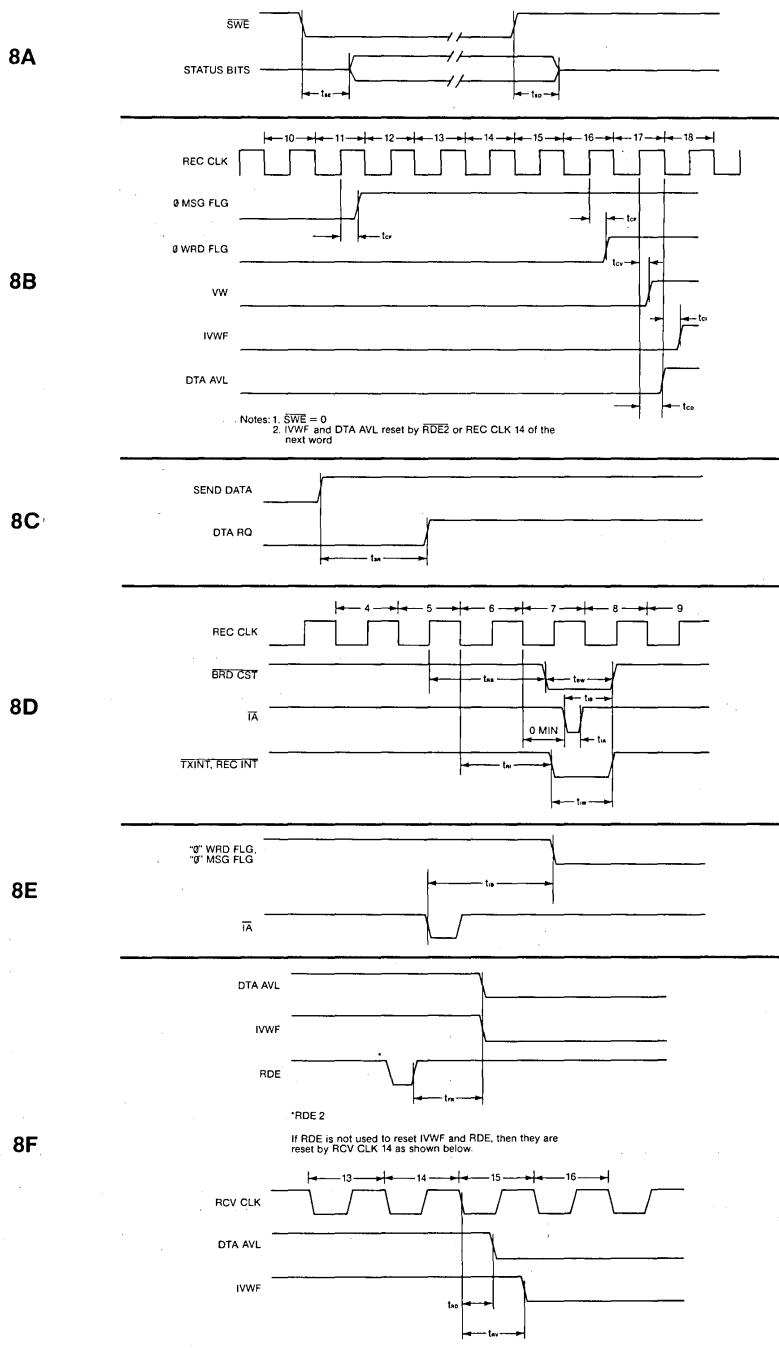 8A
SWE
STATUS BITS
tSE
tSD
8B
10 11 12 13 14 15 16 17 18
REC CLK
Ø MSG FLG
tCF
tCF
Ø WRD FLG
tCV
VW
tCI
IVWF
DTA AVL
tCD
Notes: 1. SWE = 0
2. IVWF and DTA AVL reset by RDE2 or REC CLK 14 of the
next word
8C
SEND DATA
DTA RQ
tSR
8D
4 5 6 7 8 9
REC CLK
BRD CST
tRB
tBW
tIB
IA
0 MIN
tIA
TXINT, REC INT
tRI
tIW
8E
"Ø" WRD FLG,
"Ø" MSG FLG
IA
8F
DTA AVL
IVWF
*
RDE
tFR
*RDE 2
If RDE is not used to reset IVWF and RDE, then they are
reset by RCV CLK 14 as shown below.
13 14 15 16
RCV CLK
DTA AVL
IVWF
tRD
tRV